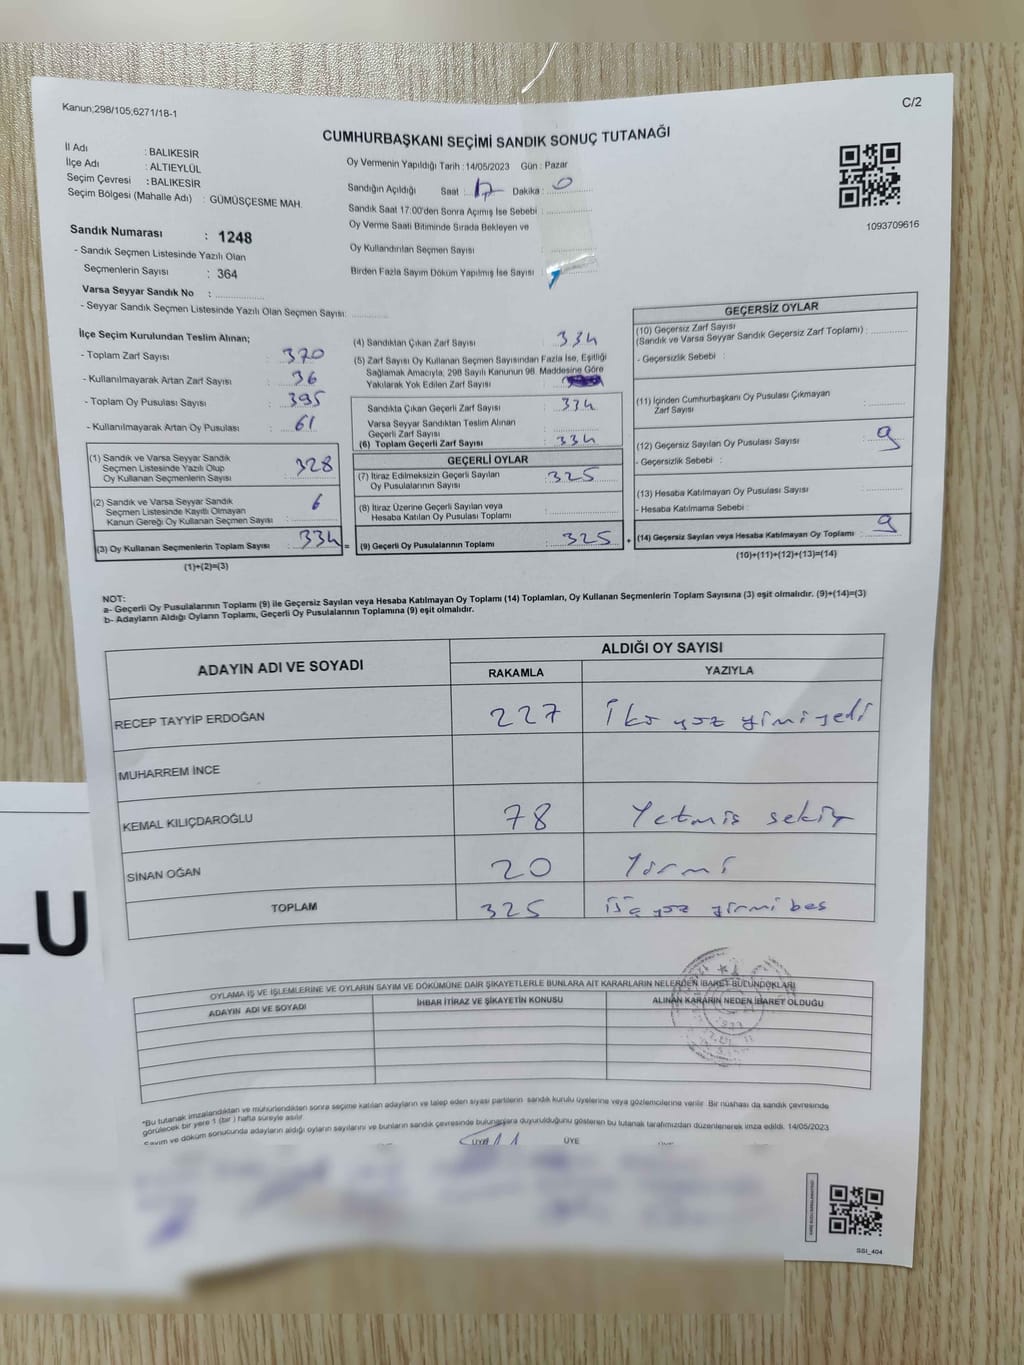 Kanun;298/105;6271/18-1
C/2
CUMHURBAŞKANI SEÇİMİ SANDIK SONUÇ TUTANAĞI
İl Adı : BALIKESİR
İlçe Adı : ALTIEYLÜL
Seçim Çevresi : BALIKESİR
Seçim Bölgesi (Mahalle Adı) : GÜMÜŞÇEŞME MAH.
Oy Vermenin Yapıldığı Tarih : 14/05/2023 Gün : Pazar
Sandığın Açıldığı Saat : 17 Dakika : 0
Sandık Saat 17:00'den Sonra Açımış İse Sebebi :
Oy Verme Saati Bitiminde Sırada Bekleyen ve
Oy Kullandırılan Seçmen Sayısı
Birden Fazla Sayım Döküm Yapılmış İse Sayısı
1093709616
Sandık Numarası : 1248
- Sandık Seçmen Listesinde Yazılı Olan
Seçmenlerin Sayısı : 364
Varsa Seyyar Sandık No :
- Seyyar Sandık Seçmen Listesinde Yazılı Olan Seçmen Sayısı:
İlçe Seçim Kurulundan Teslim Alınan;
- Toplam Zarf Sayısı : 370
- Kullanılmayarak Artan Zarf Sayısı : 36
- Toplam Oy Pusulası Sayısı : 395
- Kullanılmayarak Artan Oy Pusulası : 61
(1) Sandık ve Varsa Seyyar Sandık
Seçmen Listesinde Yazılı Olup
Oy Kullanan Seçmenlerin Sayısı : 328
(2) Sandık ve Varsa Seyyar Sandık
Seçmen Listesinde Kayıtlı Olmayan
Kanun Gereği Oy Kullanan Seçmen Sayısı : 6
(3) Oy Kullanan Seçmenlerin Toplam Sayısı : 334 =
(1)+(2)=(3)
(4) Sandıktan Çıkan Zarf Sayısı : 334
(5) Zarf Sayısı Oy Kullanan Seçmen Sayısından Fazla İse, Eşitliği
Sağlamak Amacıyla, 298 Sayılı Kanunun 98. Maddesine Göre
Yakılarak Yok Edilen Zarf Sayısı
Sandıkta Çıkan Geçerli Zarf Sayısı : 334
Varsa Seyyar Sandıktan Teslim Alınan
Geçerli Zarf Sayısı :
(6) Toplam Geçerli Zarf Sayısı : 334
GEÇERLİ OYLAR
(7) İtiraz Edilmeksizin Geçerli Sayılan
Oy Pusulalarının Sayısı : 325
(8) İtiraz Üzerine Geçerli Sayılan veya
Hesaba Katılan Oy Pusulası Toplamı :
(9) Geçerli Oy Pusulalarının Toplamı : 325 +
GEÇERSİZ OYLAR
(10) Geçersiz Zarf Sayısı
(Sandık ve Varsa Seyyar Sandık Geçersiz Zarf Toplamı) :
- Geçersizlik Sebebi :
(11) İçinden Cumhurbaşkanı Oy Pusulası Çıkmayan
Zarf Sayısı :
(12) Geçersiz Sayılan Oy Pusulası Sayısı : 9
- Geçersizlik Sebebi :
(13) Hesaba Katılmayan Oy Pusulası Sayısı :
- Hesaba Katılmama Sebebi :
(14) Geçersiz Sayılan veya Hesaba Katılmayan Oy Toplamı : 9
(10)+(11)+(12)+(13)=(14)
NOT:
a- Geçerli Oy Pusulalarının Toplamı (9) ile Geçersiz Sayılan veya Hesaba Katılmayan Oy Toplamı (14) Toplamları, Oy Kullanan Seçmenlerin Toplam Sayısına (3) eşit olmalıdır. (9)+(14)=(3)
b- Adayların Aldığı Oyların Toplamı, Geçerli Oy Pusulalarının Toplamına (9) eşit olmalıdır.
ADAYIN ADI VE SOYADI
ALDIĞI OY SAYISI
RAKAMLA YAZIYLA
RECEP TAYYİP ERDOĞAN 227 İki yüz yirmi yedi
MUHARREM İNCE
KEMAL KILIÇDAROĞLU 78 Yetmiş sekiz
SİNAN OĞAN 20 Yirmi
TOPLAM 325 üç yüz yirmi beş
LU
OYLAMA İŞ VE İŞLEMLERİNE VE OYLARIN SAYIM VE DÖKÜMÜNE DAİR ŞİKAYETLERLE BUNLARA AİT KARARLARIN NELERDEN İBARET BULUNDUKLARI
ADAYIN ADI VE SOYADI İHBAR İTİRAZ VE ŞİKAYETİN KONUSU ALINAN KARARIN NEDEN İBARET OLDUĞU
*Bu tutanak imzalandıktan ve mühürlendikten sonra seçime katılan adayların ve talep eden siyasi partilerin sandık kurulu üyelerine veya gözlemcilerine verilir. Bir nüshası da sandık çevresinde
görülecek bir yere 1 (bir ) hafta süreyle asılır.
Sayım ve döküm sonucunda adayların aldığı oyların sayılarını ve bunların sandık çevresinde bulunanlara duyurulduğunu gösteren bu tutanak tarafımızdan düzenlenerek imza edildi. 14/05/2023
ÜYE ÜYE
SSI_404